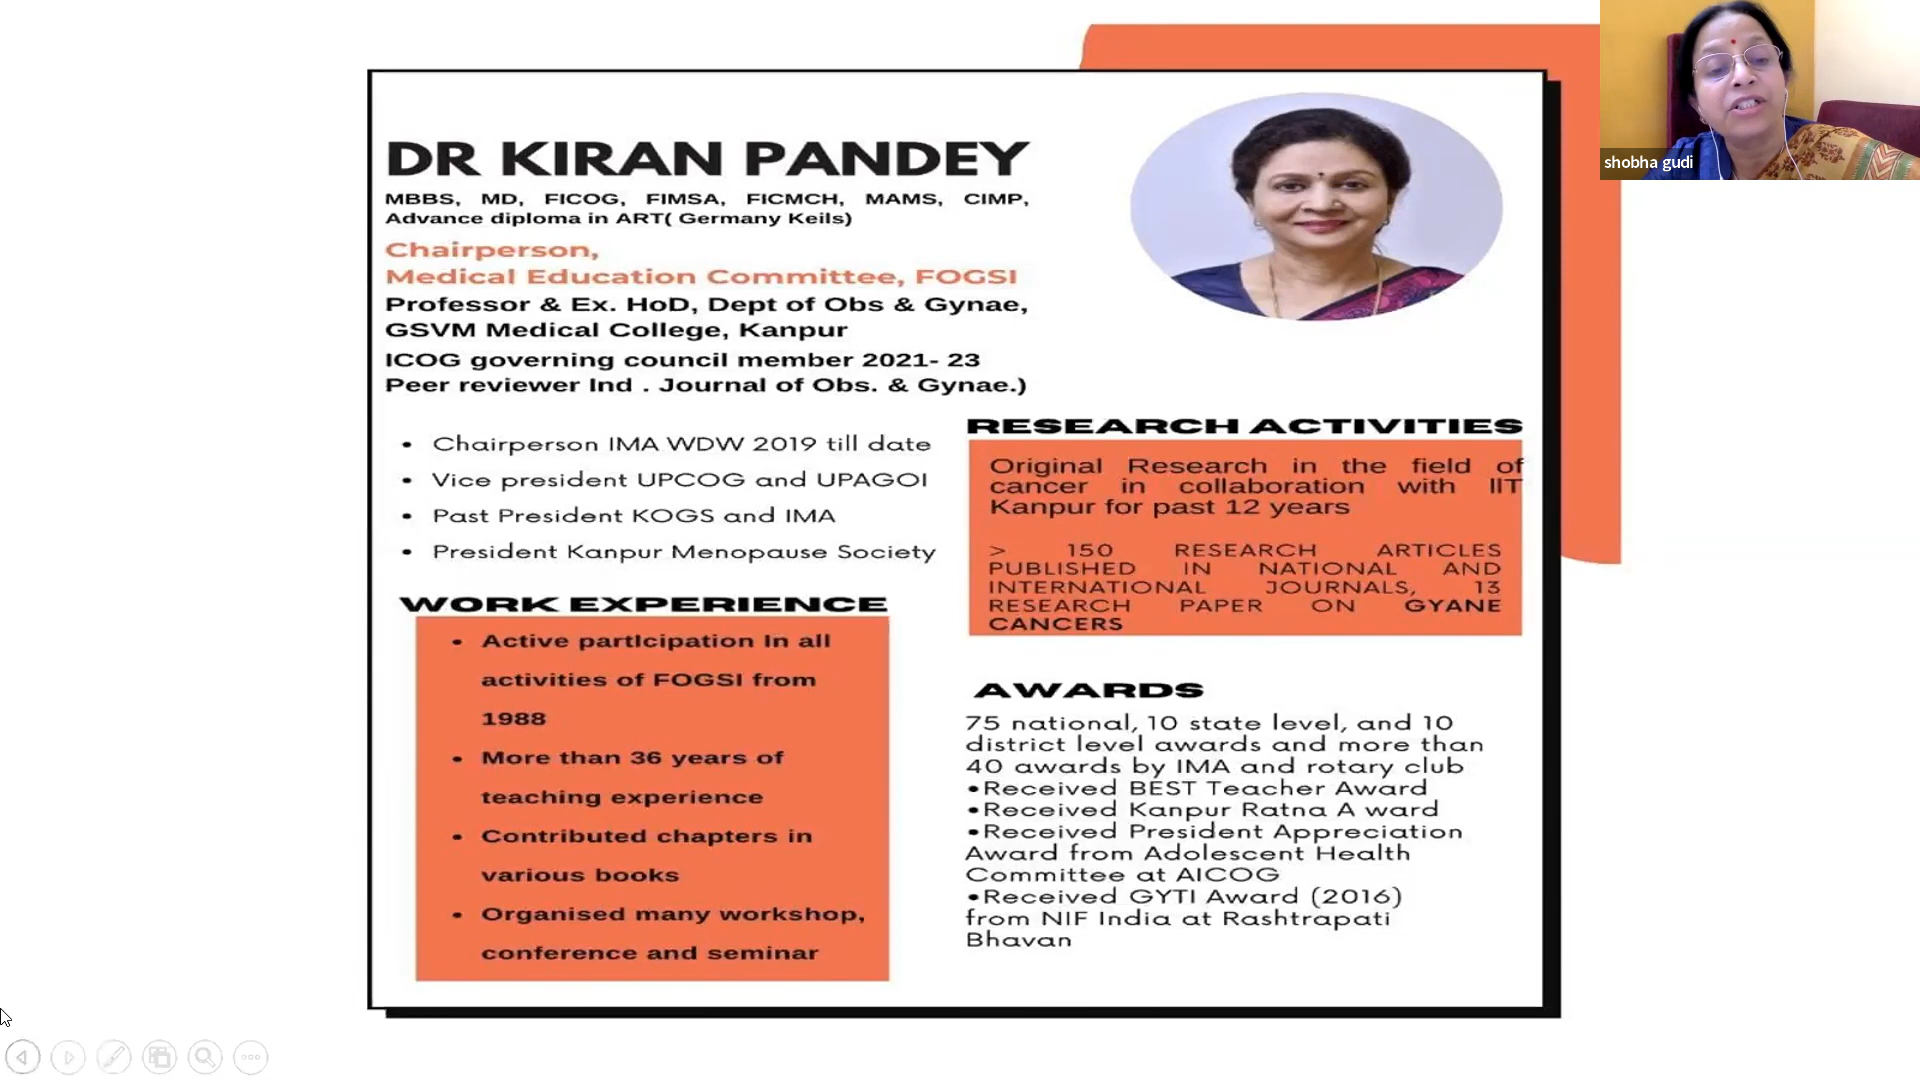 DR KIRAN PANDEY
MBBS, MD, FICOG, FIMSA, FICMCH, MAMS, CIMP,
Advance diploma in ART( Germany Keils)
Chairperson,
Medical Education Committee, FOGSI
Professor & Ex. HoD, Dept of Obs & Gynae,
GSVM Medical College, Kanpur
ICOG governing council member 2021- 23
Peer reviewer Ind . Journal of Obs. & Gynae.)
• Chairperson IMA WDW 2019 till date
• Vice president UPCOG and UPAGOI
• Past President KOGS and IMA
• President Kanpur Menopause Society
WORK EXPERIENCE
• Active partIcipation In all
activities of FOGSI from
1988
• More than 36 years of
teaching experience
• Contributed chapters in
various books
• Organised many workshop,
conference and seminar
RESEARCH ACTIVITIES
Original Research in the field of
cancer in collaboration with IIT
Kanpur for past 12 years
> 150 RESEARCH ARTICLES
PUBLISHED IN NATIONAL AND
INTERNATIONAL JOURNALS, 13
RESEARCH PAPER ON GYANE
CANCERS
AWARDS
75 national, 10 state level, and 10
district level awards and more than
40 awards by IMA and rotary club
•Received BEST Teacher Award
•Received Kanpur Ratna A ward
•Received President Appreciation
Award from Adolescent Health
Committee at AICOG
•Received GYTI Award (2016)
from NIF India at Rashtrapati
Bhavan
shobha gudi